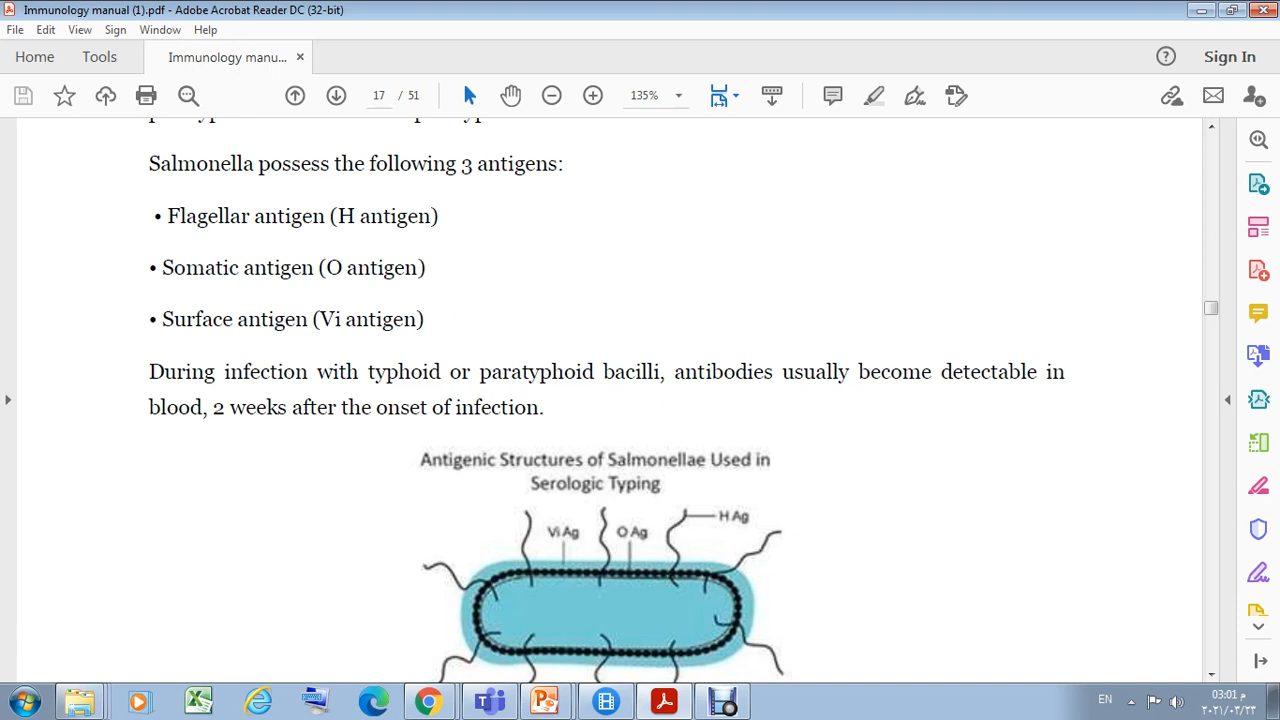 Immunology manual (1).pdf - Adobe Acrobat Reader DC (32-bit)
File Edit View Sign Window Help
Home Tools Immunology manu... × Sign In
17 / 51 135%
Salmonella possess the following 3 antigens:
• Flagellar antigen (H antigen)
• Somatic antigen (O antigen)
• Surface antigen (Vi antigen)
During infection with typhoid or paratyphoid bacilli, antibodies usually become detectable in
blood, 2 weeks after the onset of infection.
Antigenic Structures of Salmonellae Used in
Serologic Typing
H Ag
Vi Ag O Ag
EN
03:01 م
٢٠٢١/٠٣/٢٣